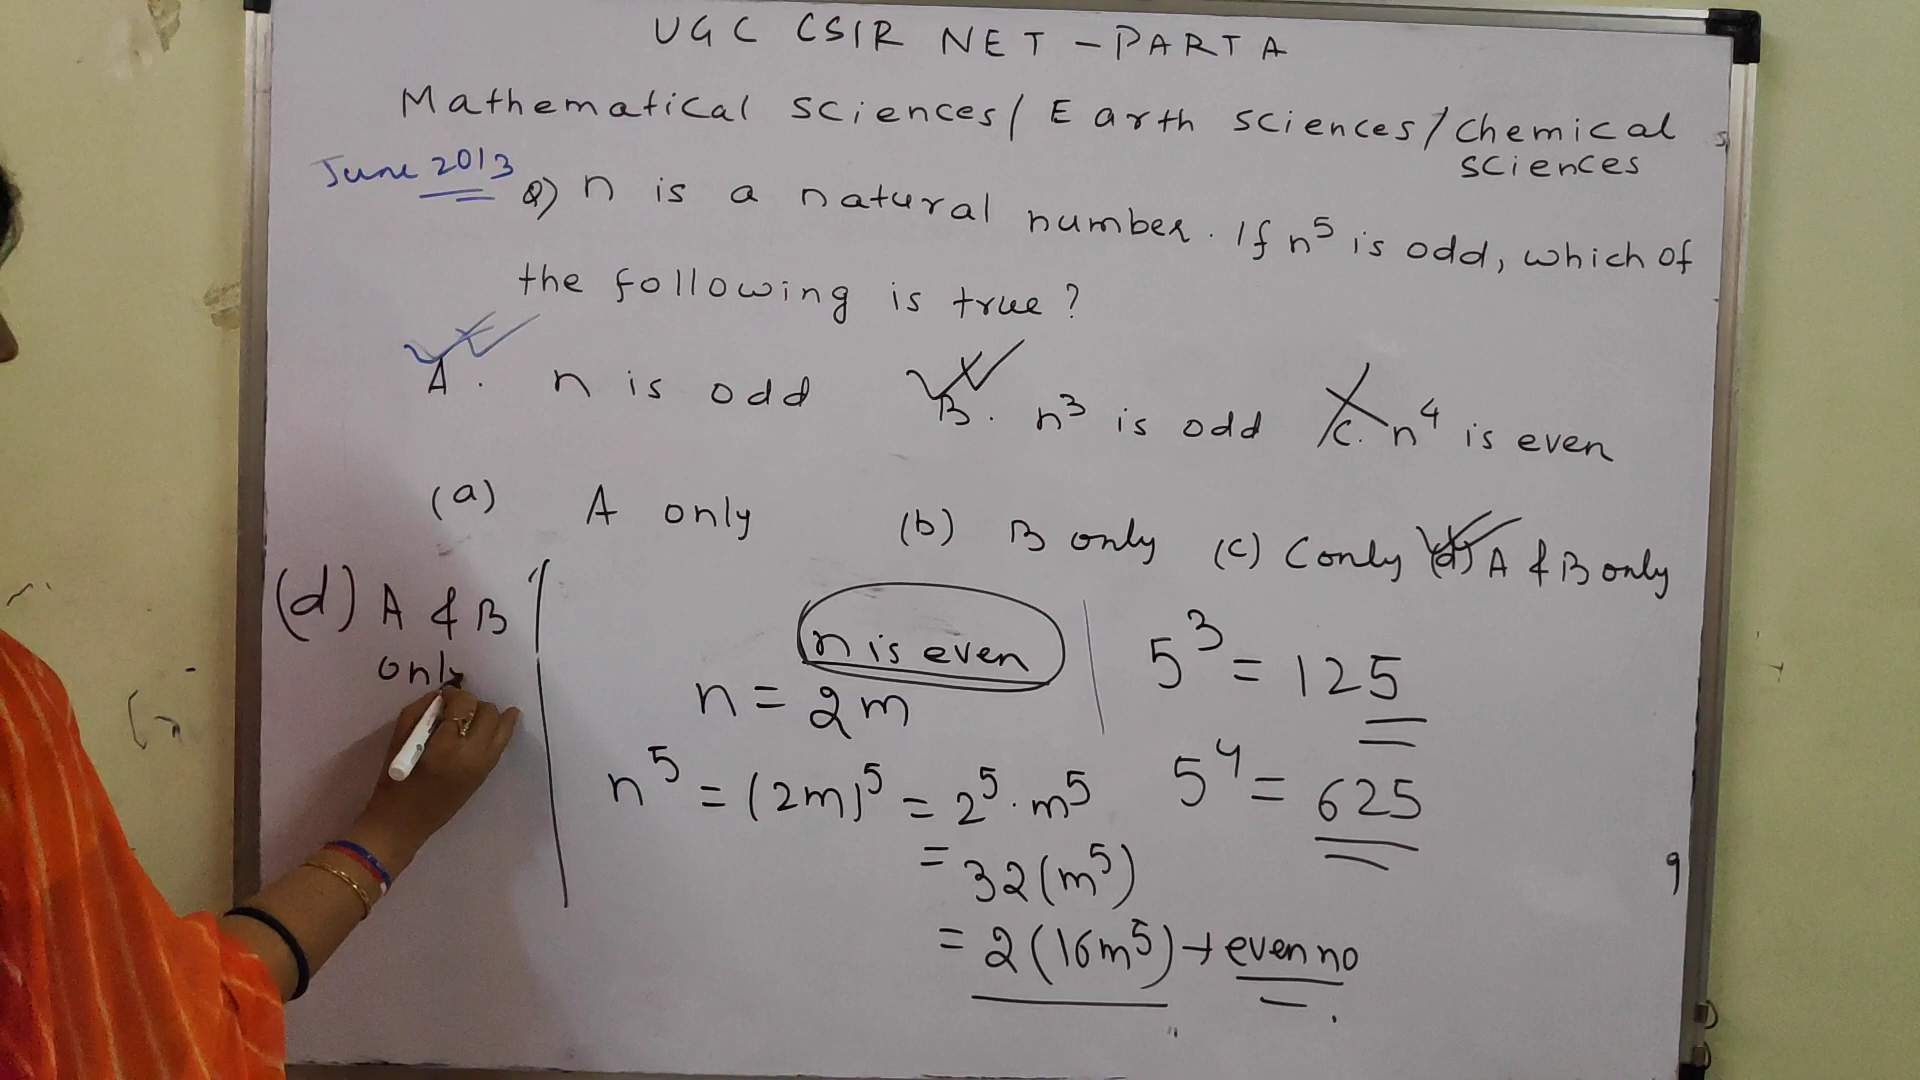 UGC CSIR NET - PART A
Mathematical sciences/ Earth sciences/ Chemical sciences
June 2013
Q) n is a natural number. If n⁵ is odd, which of
the following is true?
A. n is odd B. n³ is odd C. n⁴ is even
(a) A only (b) B only (c) C only (d) A & B only
(d) A & B
only
n is even
n = 2m
n⁵ = (2m)⁵ = 2⁵. m⁵
= 32(m⁵)
= 2(16m⁵) → even no
5³ = 125
5⁴ = 625
9